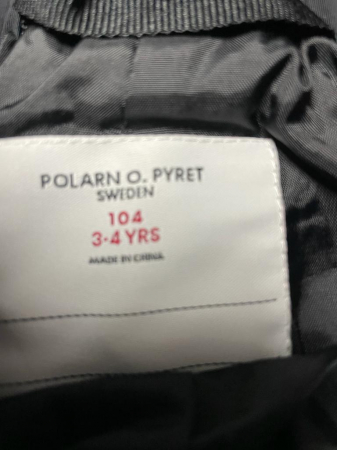 POLARN O. PYRET
SWEDEN
104
3-4 YRS
MADE IN CHINA